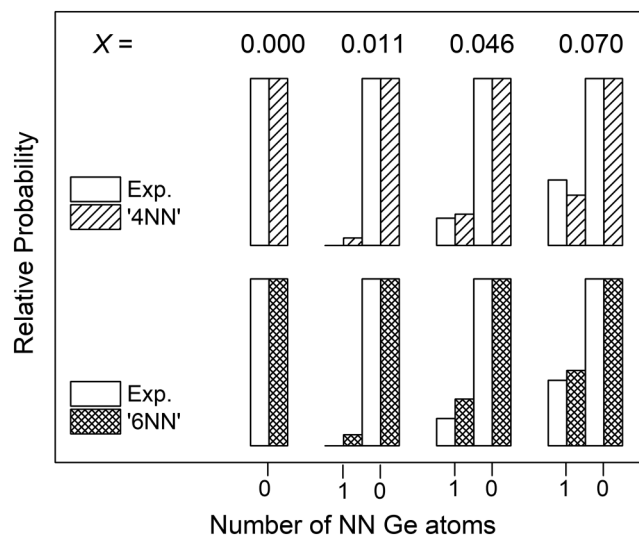 X = 0.000 0.011 0.046 0.070
Relative Probability
Exp.
'4NN'
Exp.
'6NN'
0 1 0 1 0 1 0
Number of NN Ge atoms